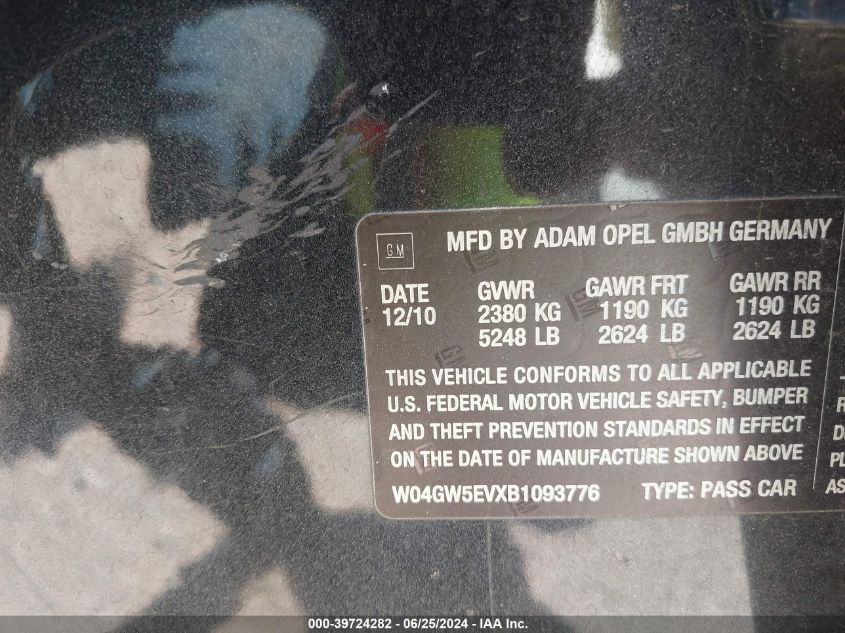 GM MFD BY ADAM OPEL GMBH GERMANY
DATE GVWR GAWR FRT GAWR RR
12/10 2380 KG 1190 KG 1190 KG
5248 LB 2624 LB 2624 LB
THIS VEHICLE CONFORMS TO ALL APPLICABLE
U.S. FEDERAL MOTOR VEHICLE SAFETY, BUMPER
AND THEFT PREVENTION STANDARDS IN EFFECT
ON THE DATE OF MANUFACTURE SHOWN ABOVE
W04GW5EVXB1093776 TYPE: PASS CAR
AS
000-39724282 - 06/25/2024 - IAA Inc.